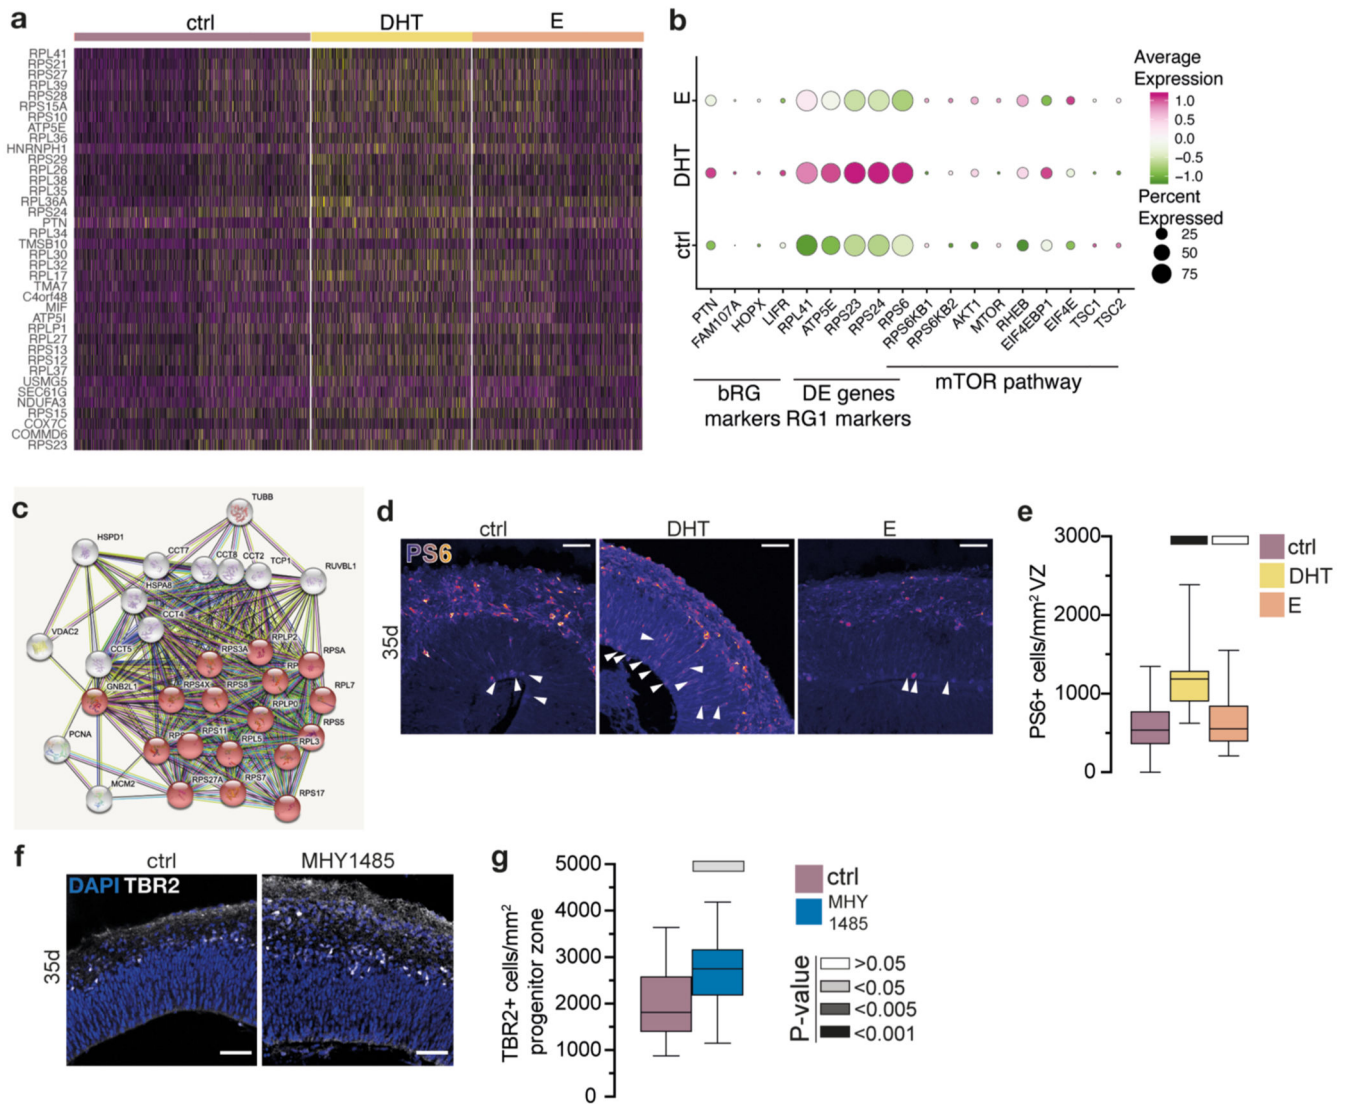 a
ctrl
DHT
E
RPL41
RPS21
RPS27
RPL39
RPS28
RPS15A
RPS10
ATP5E
RPL36
HNRNPH1
RPS29
RPL26
RPL38
RPL35
RPL36A
RPS24
PTN
RPL34
TMSB10
RPL30
RPL32
RPL17
TMA7
C4orf48
MIF
ATP5I
RPLP1
RPL27
RPS13
RPS12
RPL37
USMG5
SEC61G
NDUFA3
RPS15
COX7C
COMMD6
RPS23
b
E
DHT
ctrl
PTN
FAM107A
HOPX
LIFR
RPL41
ATP5E
RPS23
RPS24
RPS6
RPS6KB1
RPS6KB2
AKT1
MTOR
RHEB
EIF4EBP1
EIF4E
TSC1
TSC2
bRG
markers
DE genes
RG1 markers
mTOR pathway
Average
Expression
1.0
0.5
0.0
−0.5
−1.0
Percent
Expressed
25
50
75
c
TUBB
HSPD1
CCT7
CCT8
CCT2
TCP1
RUVBL1
HSPA8
CCT4
VDAC2
CCT5
RPS3A
RPLP2
RPSA
RP
GNB2L1
RPS4X
RPS8
RPL7
RPLP0
RPS5
PCNA
RP
RPS11
RPL5
RPL3
MCM2
RPS27A
RPS7
RPS17
d
ctrl
DHT
E
PS6
35d
e
PS6+ cells/mm² VZ
3000
2000
1000
0
ctrl
DHT
E
f
ctrl
MHY1485
DAPI TBR2
35d
g
TBR2+ cells/mm²
progenitor zone
5000
4000
3000
2000
1000
0
ctrl
MHY
1485
P-value
>0.05
<0.05
<0.005
<0.001